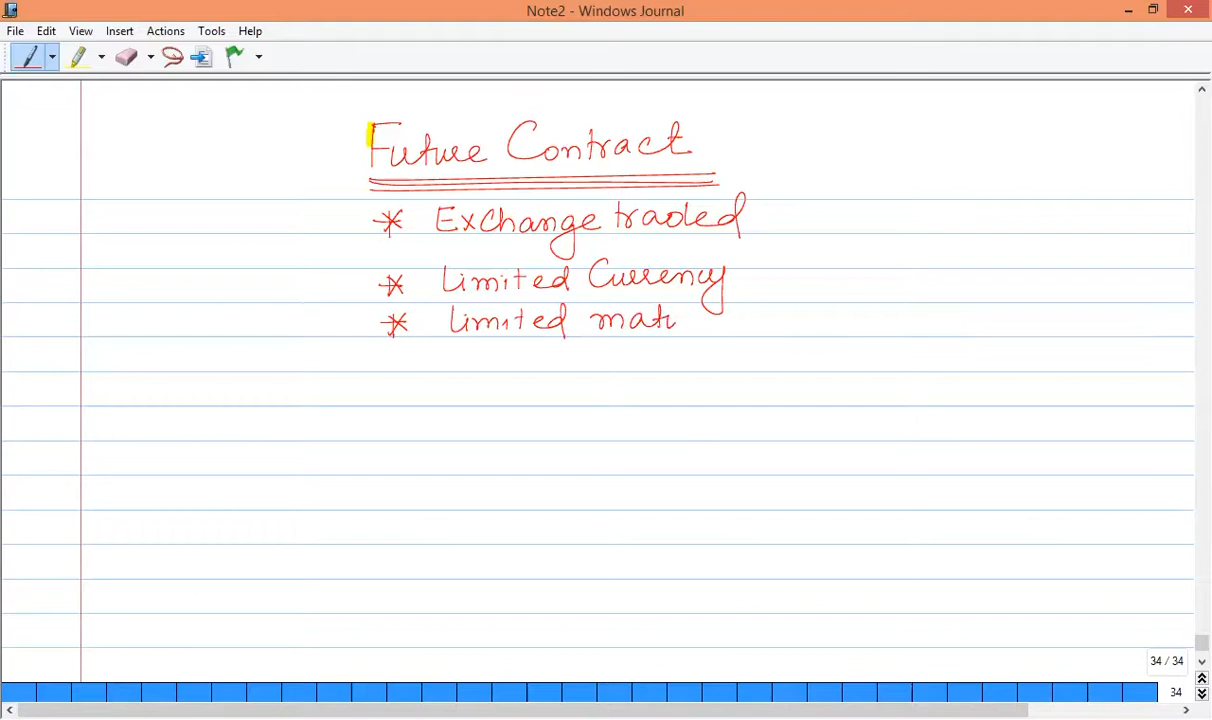 Note2 - Windows Journal
File Edit View Insert Actions Tools Help
Future Contract
* Exchange traded
* Limited Currency
* Limited mat
34 / 34
34